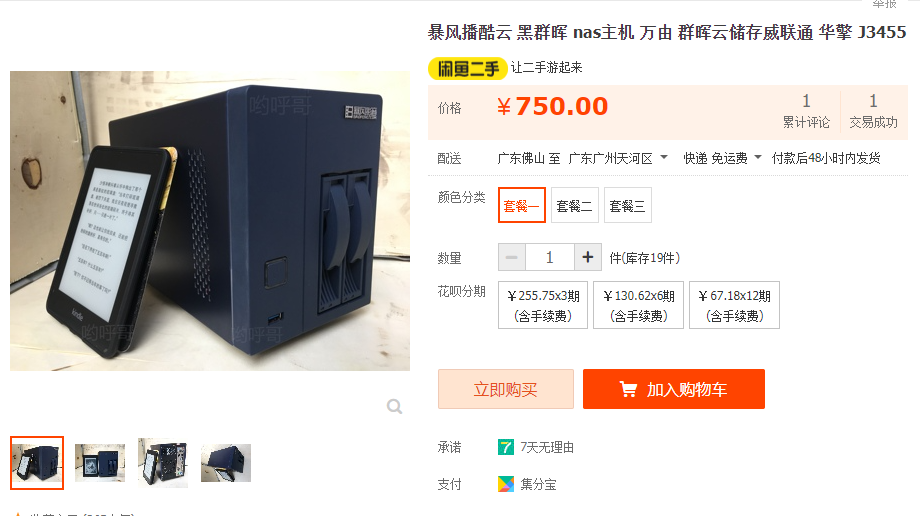 举报
暴风播酷云 黑群晖 nas主机 万由 群晖云储存威联通 华擎 J3455
闲鱼二手 让二手游起来
价格 ¥750.00
1 累计评论
1 交易成功
配送 广东佛山 至 广东广州天河区 快递 免运费 付款后48小时内发货
颜色分类 套餐一 套餐二 套餐三
数量 − 1 + 件(库存19件)
花呗分期 ¥255.75x3期 ¥130.62x6期 ¥67.18x12期
(含手续费) (含手续费) (含手续费)
立即购买 加入购物车
承诺 7 7天无理由
支付 集分宝
哟呼哥
哟呼哥
哟呼哥
kindle